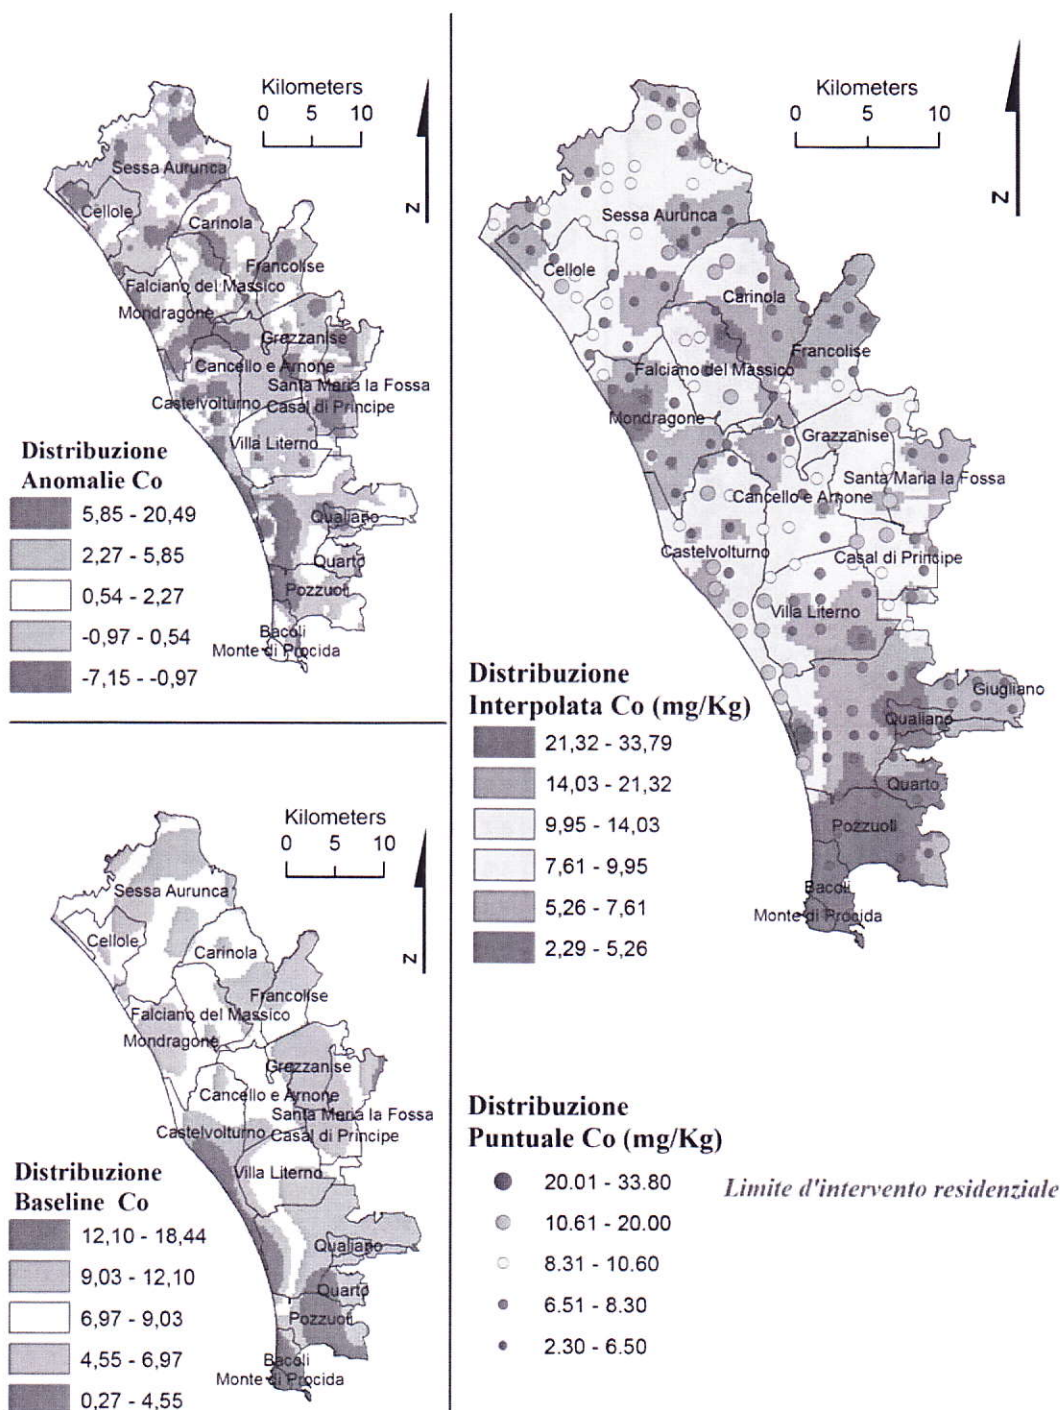 Kilometers
0 5 10
N
Sessa Aurunca
Cellole
Carinola
Francolise
Falciano del Massico
Mondragone
Grazzanise
Cancello e Arnone
Santa Maria la Fossa
Castelvolturno
Casal di Principe
Villa Literno
Qualiano
Quarto
Pozzuoli
Bacoli
Monte di Procida
Distribuzione
Anomalie Co
5,85 - 20,49
2,27 - 5,85
0,54 - 2,27
-0,97 - 0,54
-7,15 - -0,97
Kilometers
0 5 10
N
Sessa Aurunca
Cellole
Carinola
Francolise
Falciano del Massico
Mondragone
Grazzanise
Cancello e Arnone
Santa Maria la Fossa
Castelvolturno
Casal di Principe
Villa Literno
Qualiano
Quarto
Pozzuoli
Bacoli
Monte di Procida
Distribuzione
Baseline Co
12,10 - 18,44
9,03 - 12,10
6,97 - 9,03
4,55 - 6,97
0,27 - 4,55
Kilometers
0 5 10
N
Sessa Aurunca
Cellole
Carinola
Francolise
Falciano del Massico
Mondragone
Grazzanise
Santa Maria la Fossa
Cancello e Arnone
Castelvolturno
Casal di Principe
Villa Literno
Giugliano
Qualiano
Quarto
Pozzuoli
Bacoli
Monte di Procida
Distribuzione
Interpolata Co (mg/Kg)
21,32 - 33,79
14,03 - 21,32
9,95 - 14,03
7,61 - 9,95
5,26 - 7,61
2,29 - 5,26
Distribuzione
Puntuale Co (mg/Kg)
20.01 - 33.80 Limite d'intervento residenziale
10.61 - 20.00
8.31 - 10.60
6.51 - 8.30
2.30 - 6.50